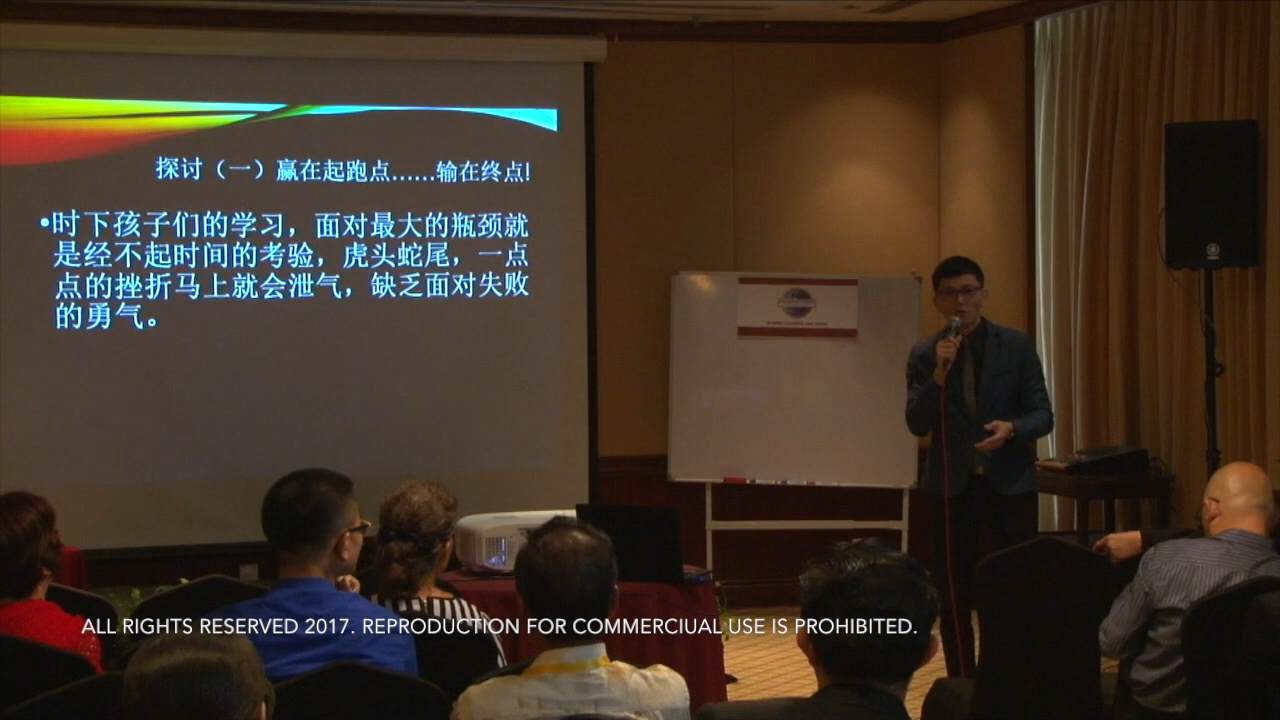 探讨（一）赢在起跑点……输在终点!
•时下孩子们的学习，面对最大的瓶颈就
是经不起时间的考验，虎头蛇尾，一点
点的挫折马上就会泄气，缺乏面对失败
的勇气。
ALL RIGHTS RESERVED 2017. REPRODUCTION FOR COMMERCIUAL USE IS PROHIBITED.